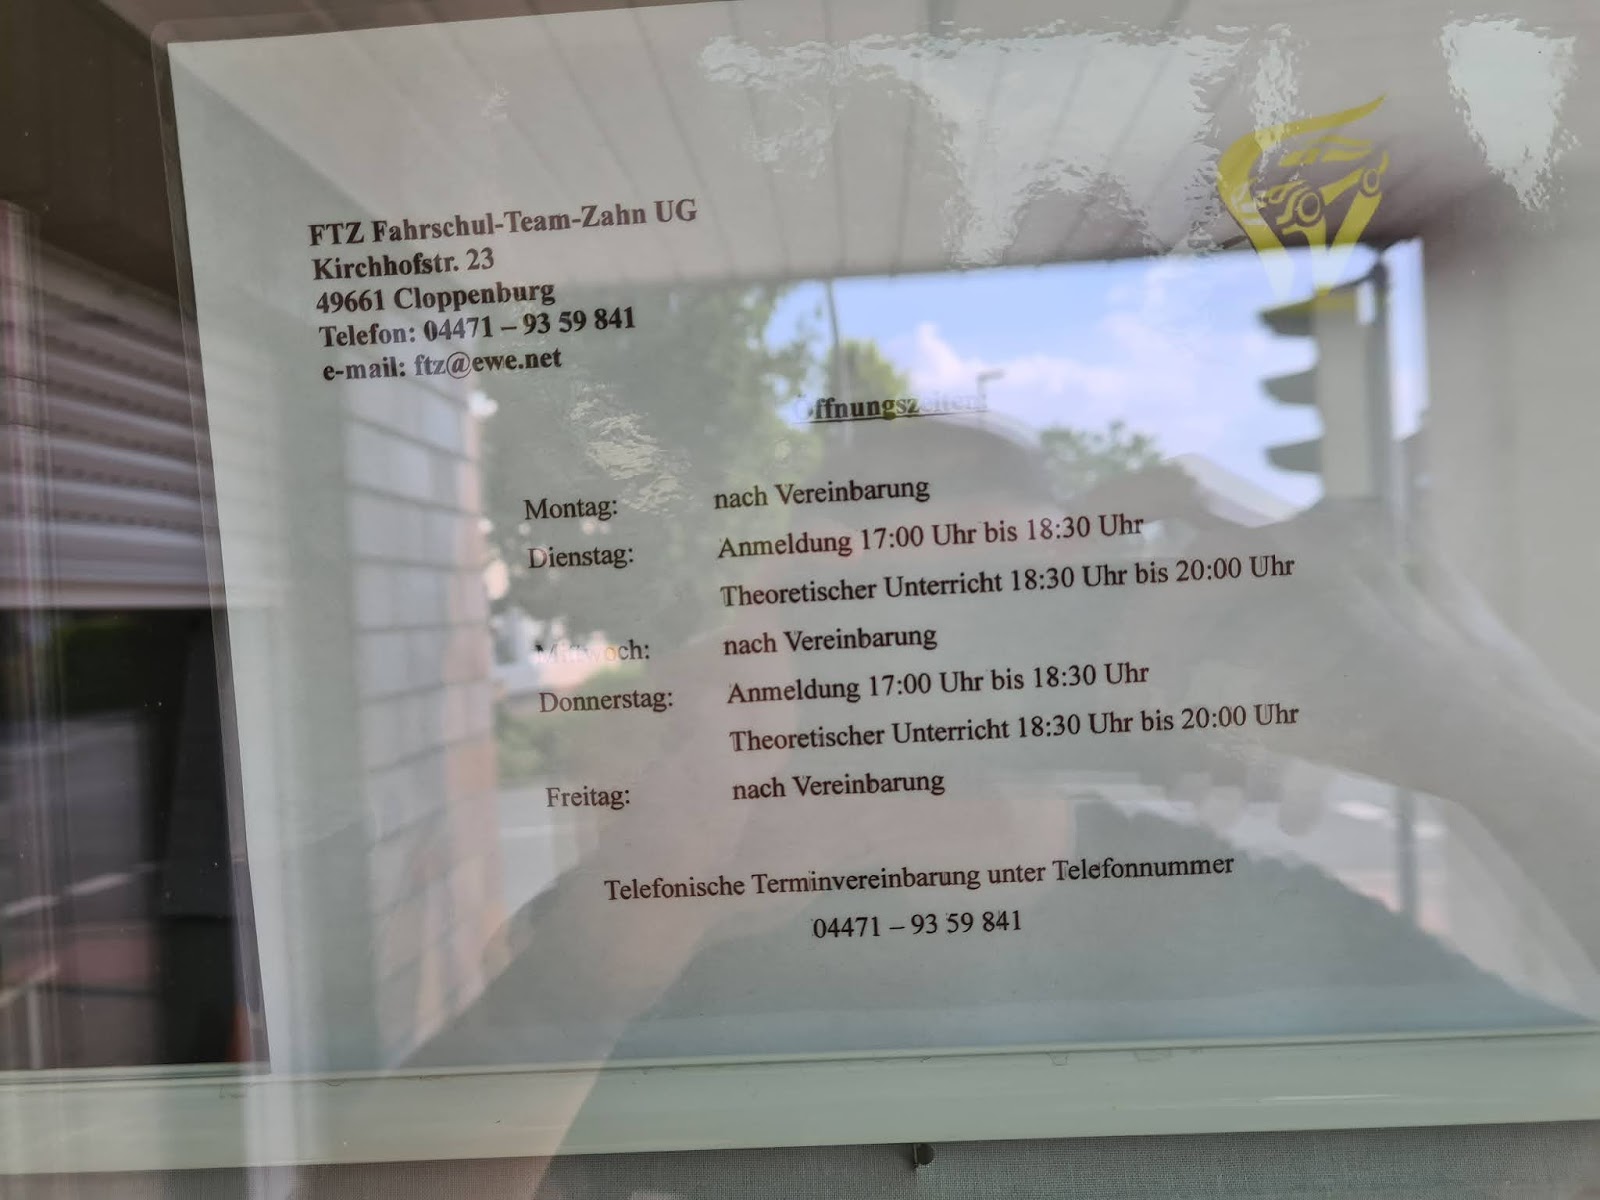 FTZ Fahrschul-Team-Zahn UG
Kirchhofstr. 23
49661 Cloppenburg
Telefon: 04471 – 93 59 841
e-mail: ftz@ewe.net
Öffnungszeiten:
Montag: nach Vereinbarung
Dienstag: Anmeldung 17:00 Uhr bis 18:30 Uhr
Theoretischer Unterricht 18:30 Uhr bis 20:00 Uhr
Mittwoch: nach Vereinbarung
Donnerstag: Anmeldung 17:00 Uhr bis 18:30 Uhr
Theoretischer Unterricht 18:30 Uhr bis 20:00 Uhr
Freitag: nach Vereinbarung
Telefonische Terminvereinbarung unter Telefonnummer
04471 – 93 59 841